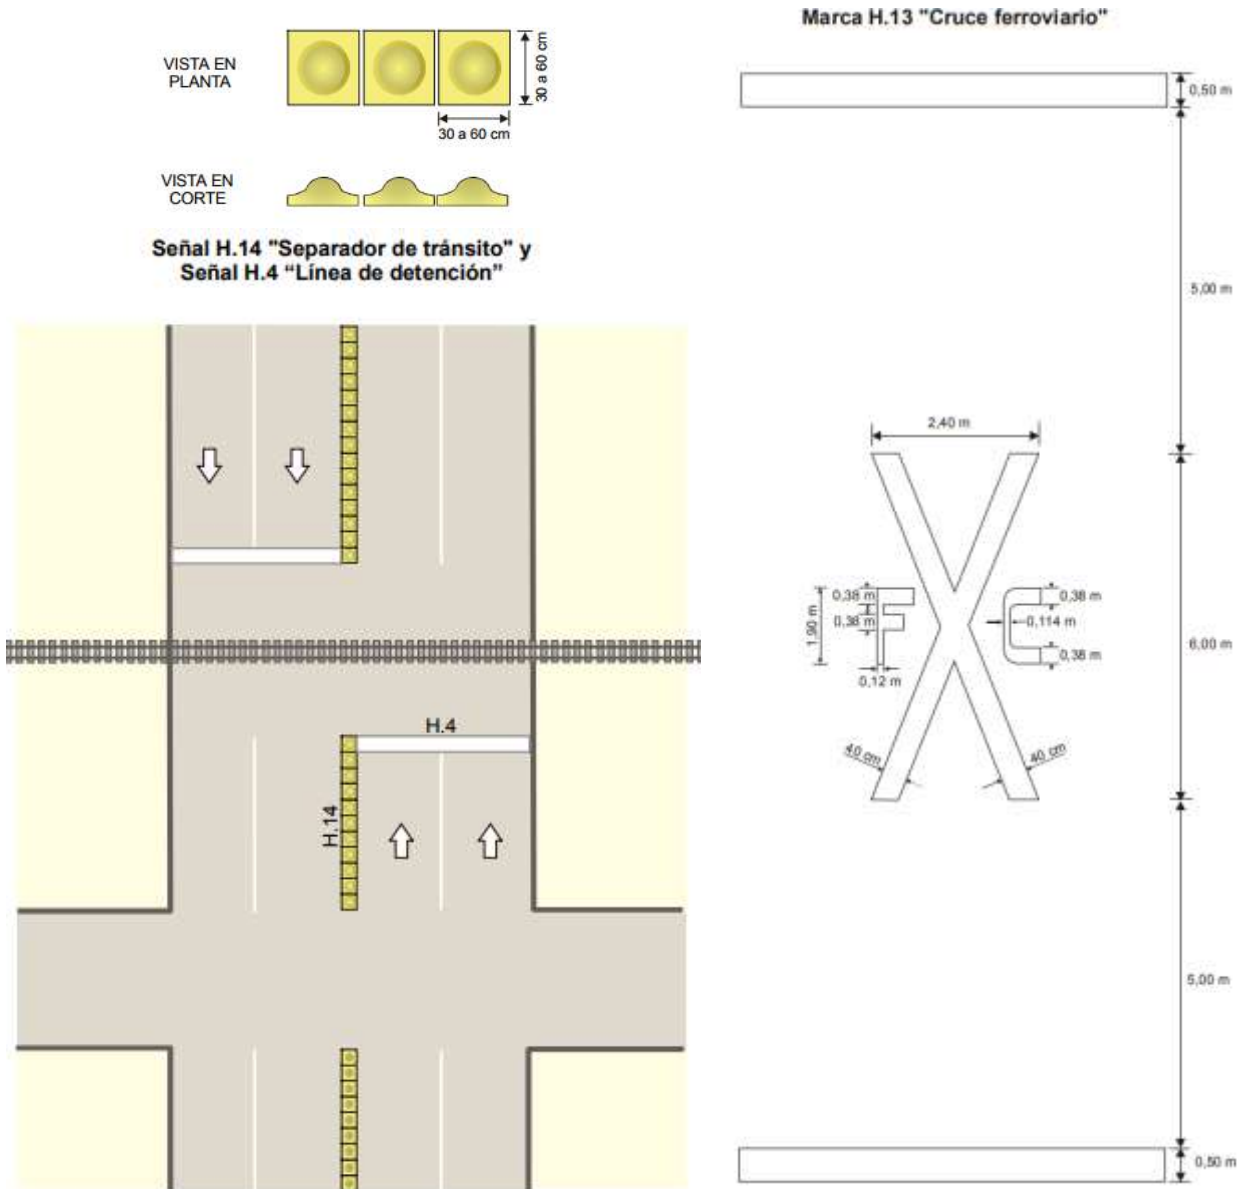 VISTA EN
PLANTA
30 a 60 cm
30 a 60 cm
VISTA EN
CORTE
Señal H.14 "Separador de tránsito" y
Señal H.4 “Línea de detención”
H.4
H.14
Marca H.13 "Cruce ferroviario"
0,50 m
5,00 m
2,40 m
0,38 m
0,38 m
1,90 m
F
C
0,12 m
0,38 m
0,114 m
0,38 m
6,00 m
40 cm
40 cm
5,00 m
0,50 m